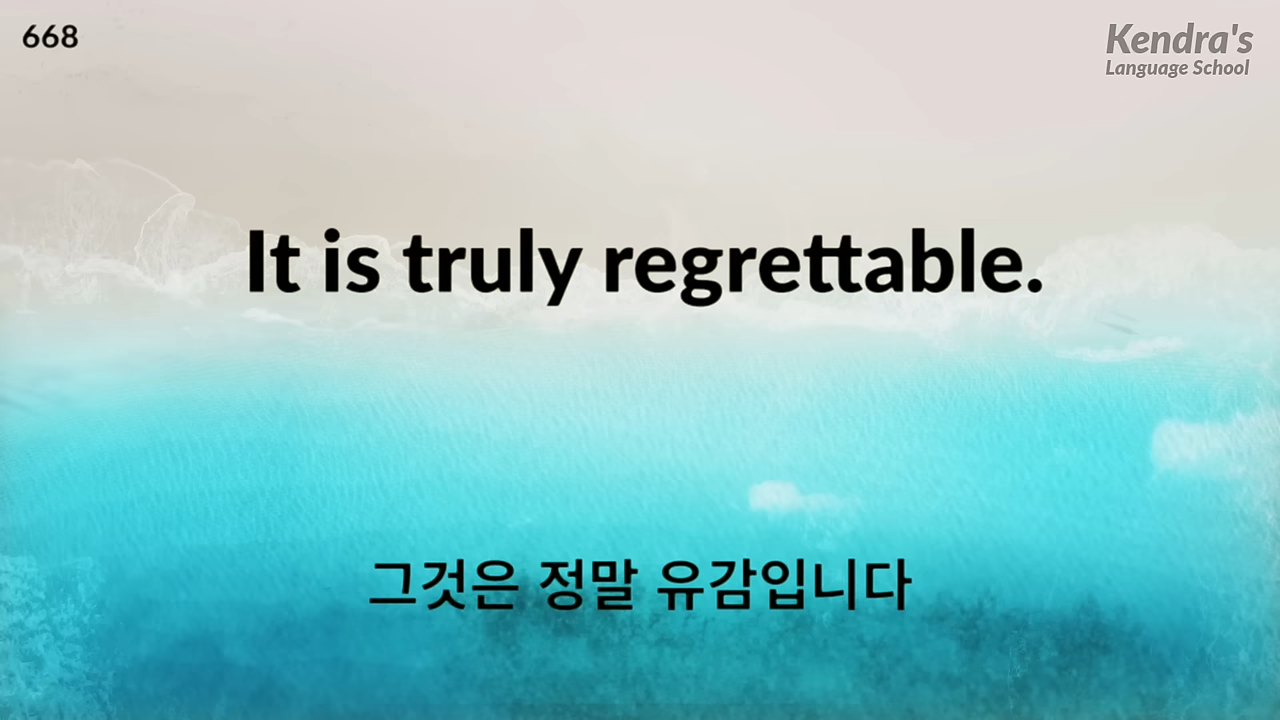 668
Kendra's
Language School
It is truly regrettable.
그것은 정말 유감입니다